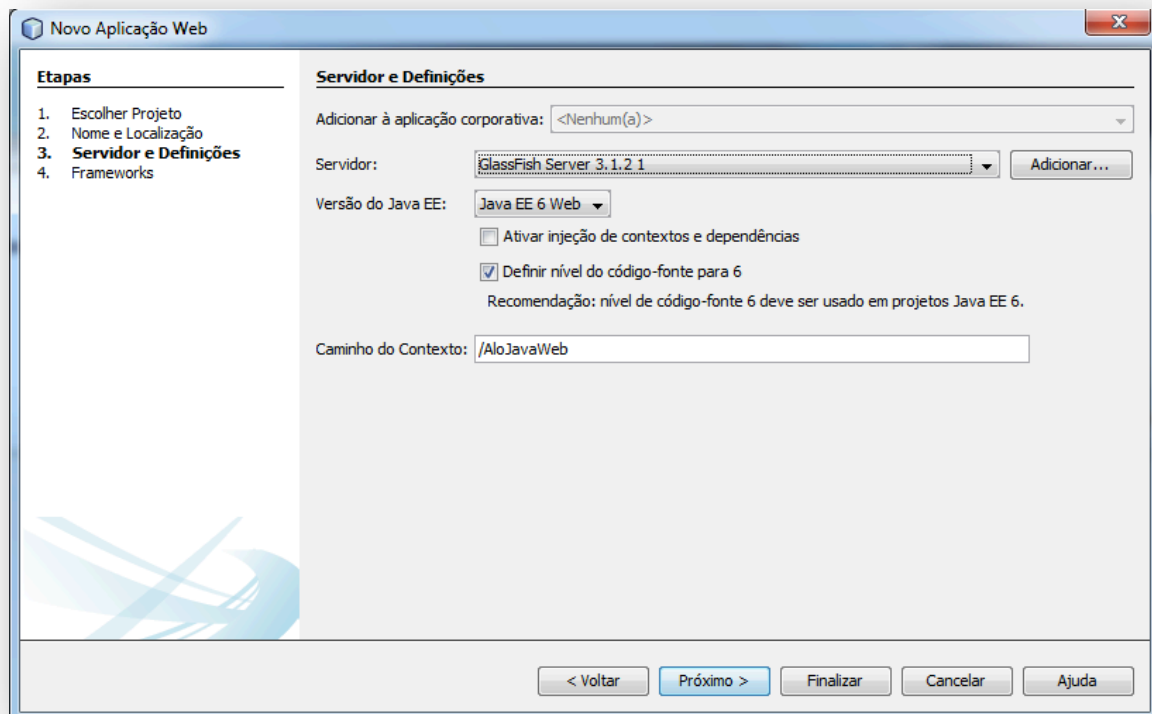 Novo Aplicação Web
Etapas
1. Escolher Projeto
2. Nome e Localização
3. Servidor e Definições
4. Frameworks
Servidor e Definições
Adicionar à aplicação corporativa: <Nenhum(a)>
Servidor: GlassFish Server 3.1.2 1 Adicionar...
Versão do Java EE: Java EE 6 Web
Ativar injeção de contextos e dependências
Definir nível do código-fonte para 6
Recomendação: nível de código-fonte 6 deve ser usado em projetos Java EE 6.
Caminho do Contexto: /AloJavaWeb
< Voltar Próximo > Finalizar Cancelar Ajuda